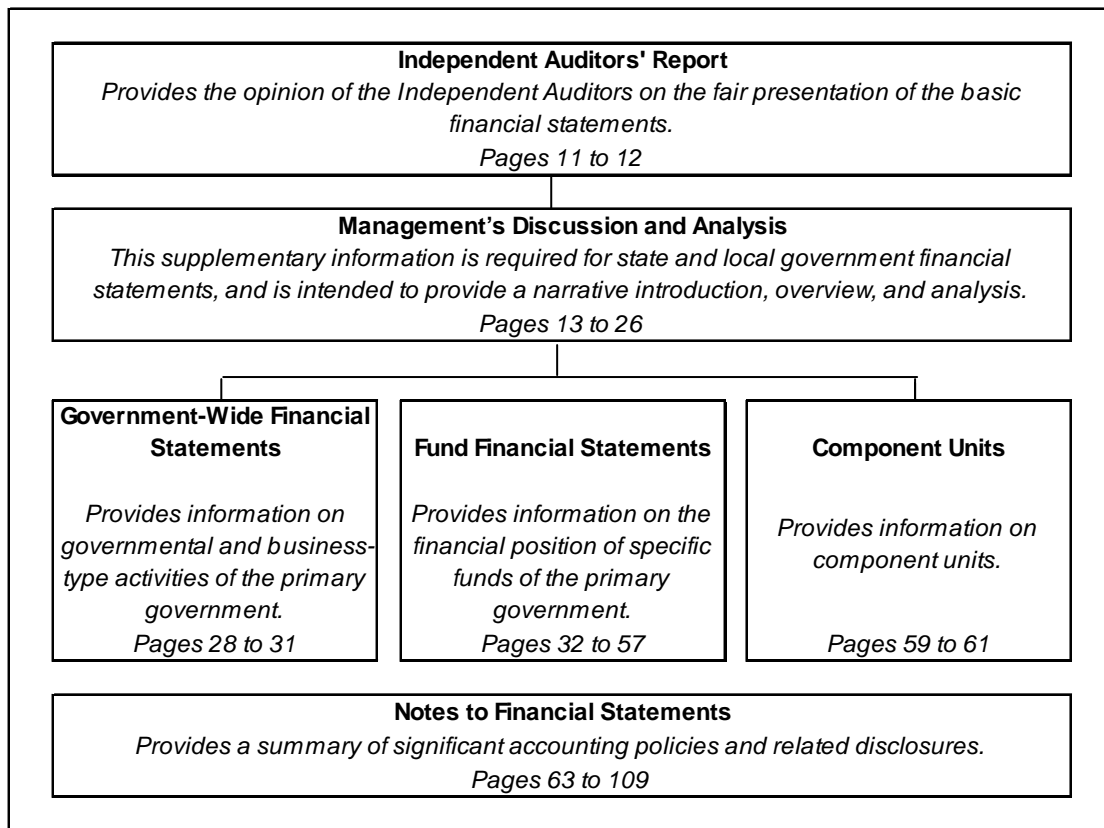 Independent Auditors' Report
Provides the opinion of the Independent Auditors on the fair presentation of the basic
financial statements.
Pages 11 to 12
Management’s Discussion and Analysis
This supplementary information is required for state and local government financial
statements, and is intended to provide a narrative introduction, overview, and analysis.
Pages 13 to 26
Government-Wide Financial
Statements
Provides information on
governmental and business-
type activities of the primary
government.
Pages 28 to 31
Fund Financial Statements
Provides information on the
financial position of specific
funds of the primary
government.
Pages 32 to 57
Component Units
Provides information on
component units.
Pages 59 to 61
Notes to Financial Statements
Provides a summary of significant accounting policies and related disclosures.
Pages 63 to 109